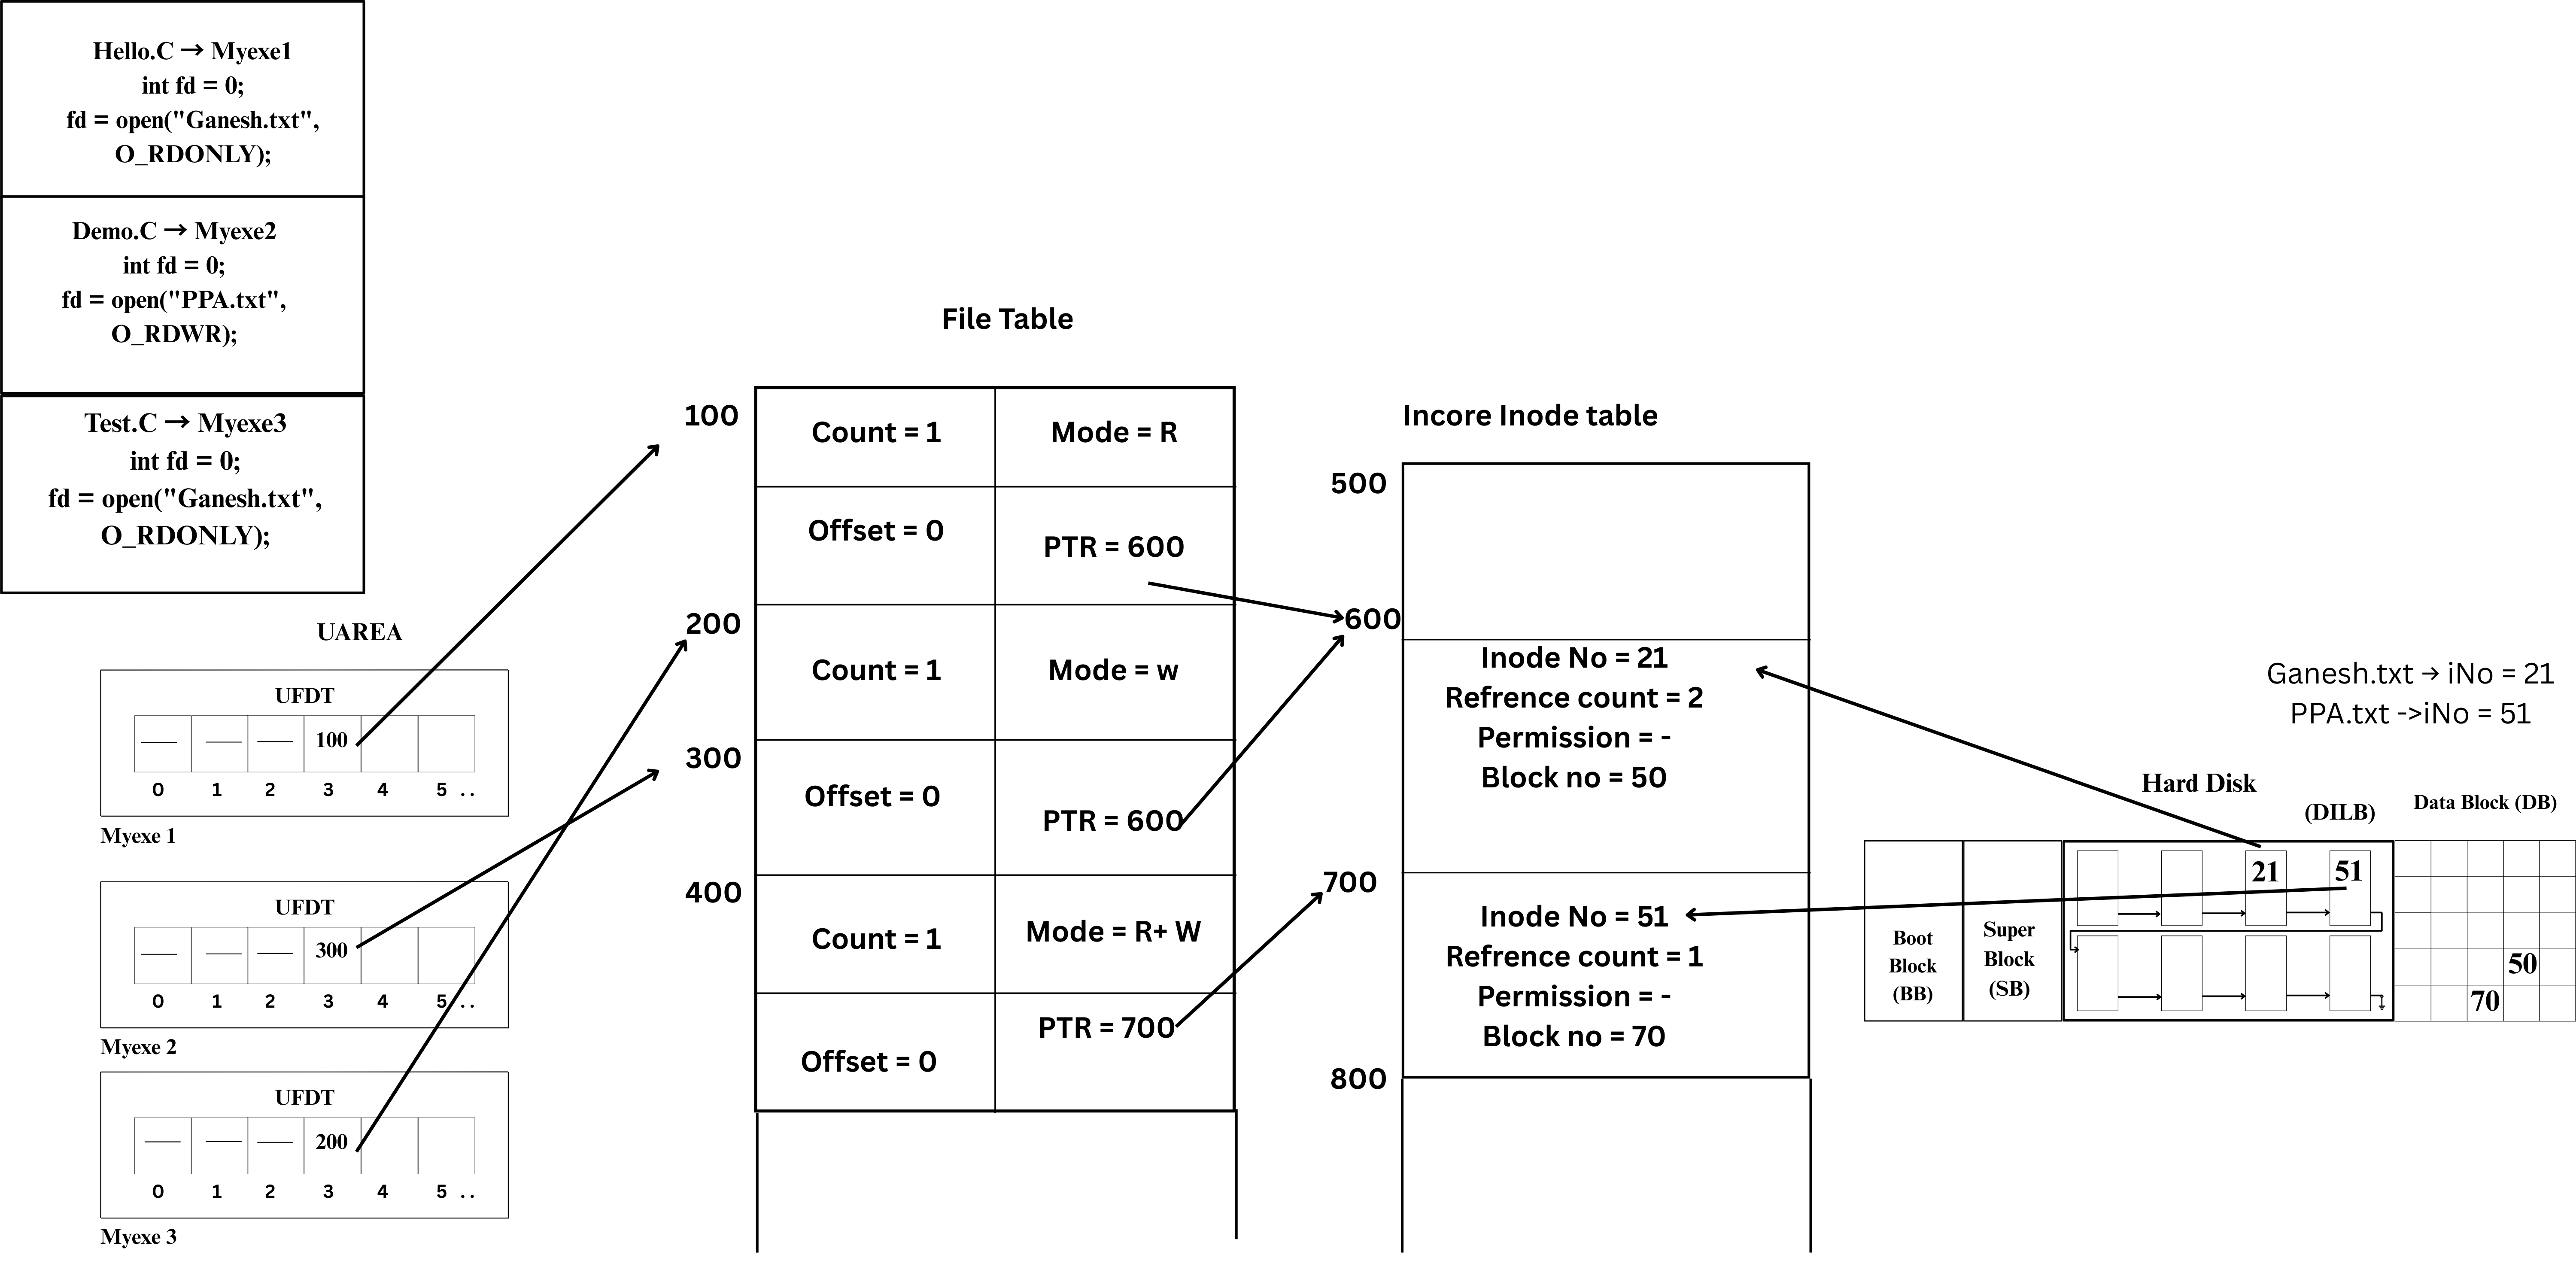 Hello.C → Myexe1
int fd = 0;
fd = open("Ganesh.txt",
O_RDONLY);
Demo.C → Myexe2
int fd = 0;
fd = open("PPA.txt",
O_RDWR);
Test.C → Myexe3
int fd = 0;
fd = open("Ganesh.txt",
O_RDONLY);
UAREA
UFDT
100
0 1 2 3 4 5 ..
Myexe 1
UFDT
300
0 1 2 3 4 5 ..
Myexe 2
UFDT
200
0 1 2 3 4 5 ..
Myexe 3
File Table
100
Count = 1 Mode = R
Offset = 0 PTR = 600
200
Count = 1 Mode = w
300
Offset = 0 PTR = 600
400
Count = 1 Mode = R+ W
Offset = 0 PTR = 700
Incore Inode table
500
600
Inode No = 21
Refrence count = 2
Permission = -
Block no = 50
700
Inode No = 51
Refrence count = 1
Permission = -
Block no = 70
800
Ganesh.txt → iNo = 21
PPA.txt ->iNo = 51
Hard Disk
(DILB)
Data Block (DB)
Boot
Block
(BB)
Super
Block
(SB)
21 51
50
70